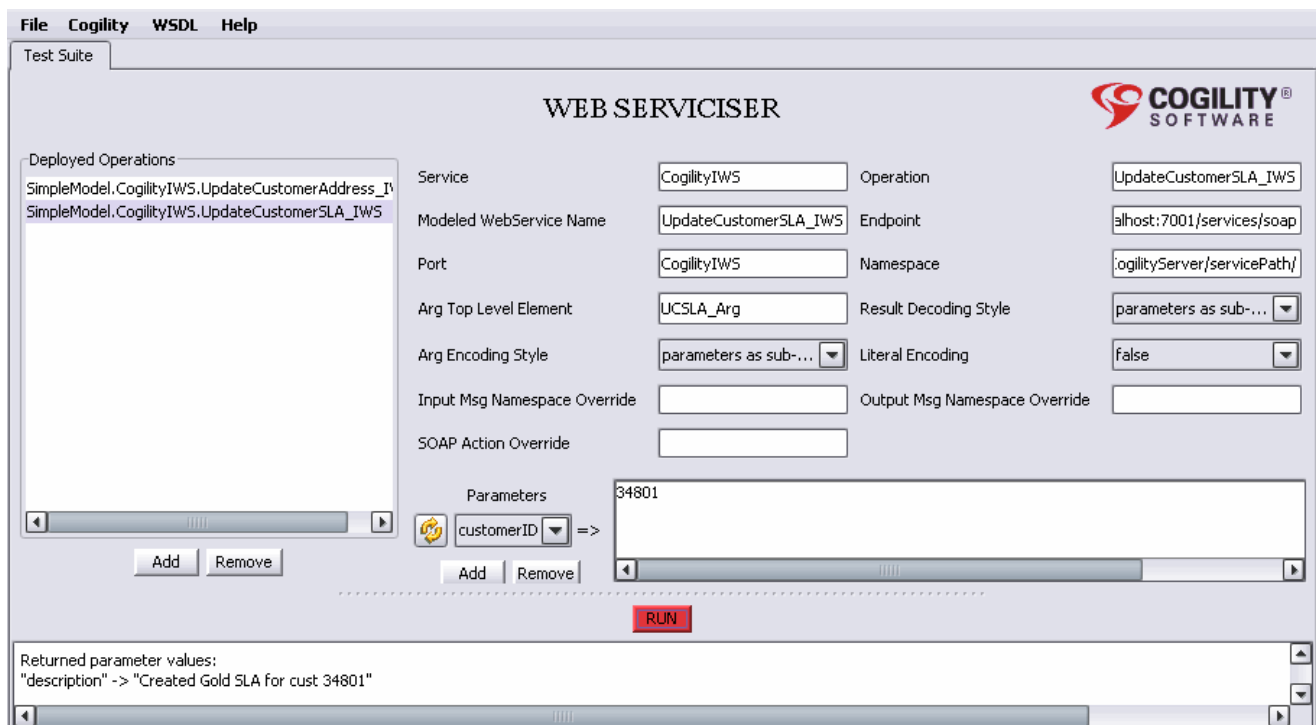 File Cogility WSDL Help
Test Suite
WEB SERVICISER
COGILITY®
SOFTWARE
Deployed Operations
SimpleModel.CogilityIWS.UpdateCustomerAddress_IW
SimpleModel.CogilityIWS.UpdateCustomerSLA_IWS
Service CogilityIWS Operation UpdateCustomerSLA_IWS
Modeled WebService Name UpdateCustomerSLA_IWS Endpoint alhost:7001/services/soap
Port CogilityIWS Namespace CogilityServer/servicePath/
Arg Top Level Element UCSLA_Arg Result Decoding Style parameters as sub-...
Arg Encoding Style parameters as sub-... Literal Encoding false
Input Msg Namespace Override Output Msg Namespace Override
SOAP Action Override
Parameters 34801
customerID =>
Add Remove
Add Remove
RUN
Returned parameter values:
"description" -> "Created Gold SLA for cust 34801"